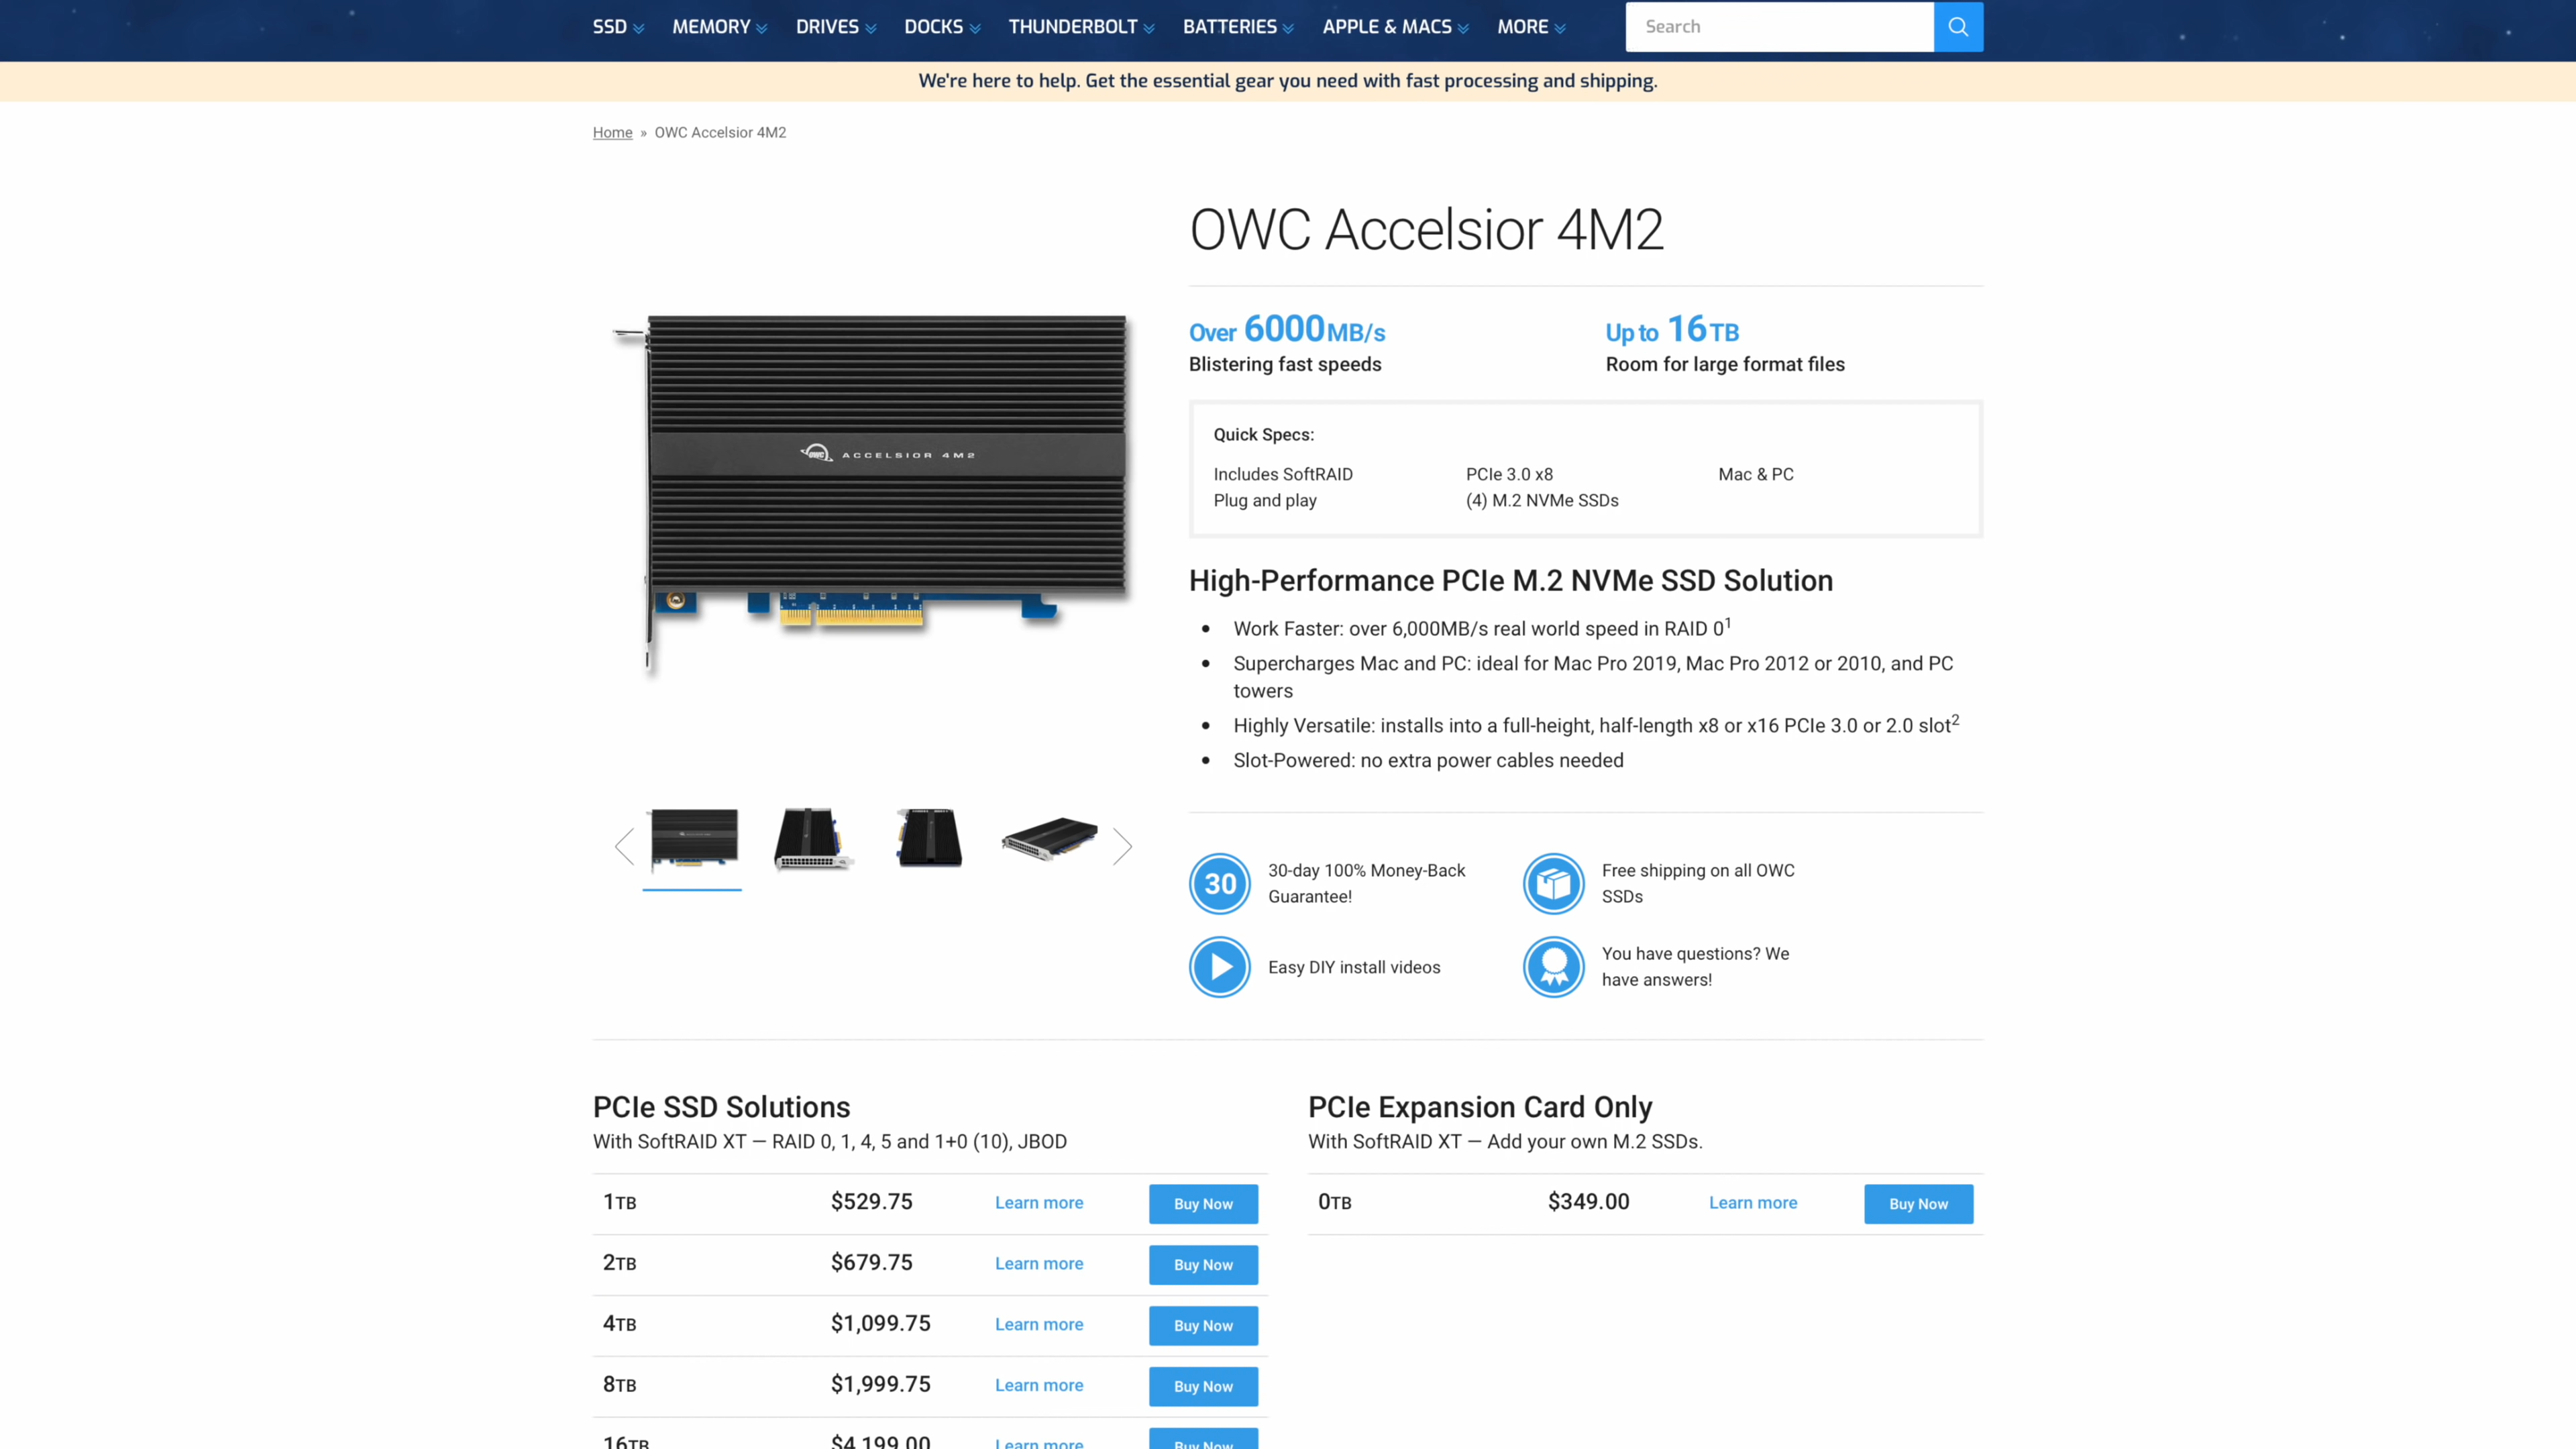 SSD MEMORY DRIVES DOCKS THUNDERBOLT BATTERIES APPLE & MACS MORE Search
We're here to help. Get the essential gear you need with fast processing and shipping.
Home » OWC Accelsior 4M2
OWC Accelsior 4M2
Over 6000MB/s
Blistering fast speeds
Up to 16TB
Room for large format files
OWC ACCELSIOR 4M2
Quick Specs:
Includes SoftRAID
Plug and play
PCIe 3.0 x8
(4) M.2 NVMe SSDs
Mac & PC
High-Performance PCIe M.2 NVMe SSD Solution
• Work Faster: over 6,000MB/s real world speed in RAID 0¹
• Supercharges Mac and PC: ideal for Mac Pro 2019, Mac Pro 2012 or 2010, and PC
towers
• Highly Versatile: installs into a full-height, half-length x8 or x16 PCIe 3.0 or 2.0 slot²
• Slot-Powered: no extra power cables needed
30
30-day 100% Money-Back
Guarantee!
Free shipping on all OWC
SSDs
Easy DIY install videos
You have questions? We
have answers!
PCIe SSD Solutions
With SoftRAID XT — RAID 0, 1, 4, 5 and 1+0 (10), JBOD
1TB $529.75 Learn more Buy Now
2TB $679.75 Learn more Buy Now
4TB $1,099.75 Learn more Buy Now
8TB $1,999.75 Learn more Buy Now
16TB $4,199.00 Learn more Buy Now
PCIe Expansion Card Only
With SoftRAID XT — Add your own M.2 SSDs.
0TB $349.00 Learn more Buy Now